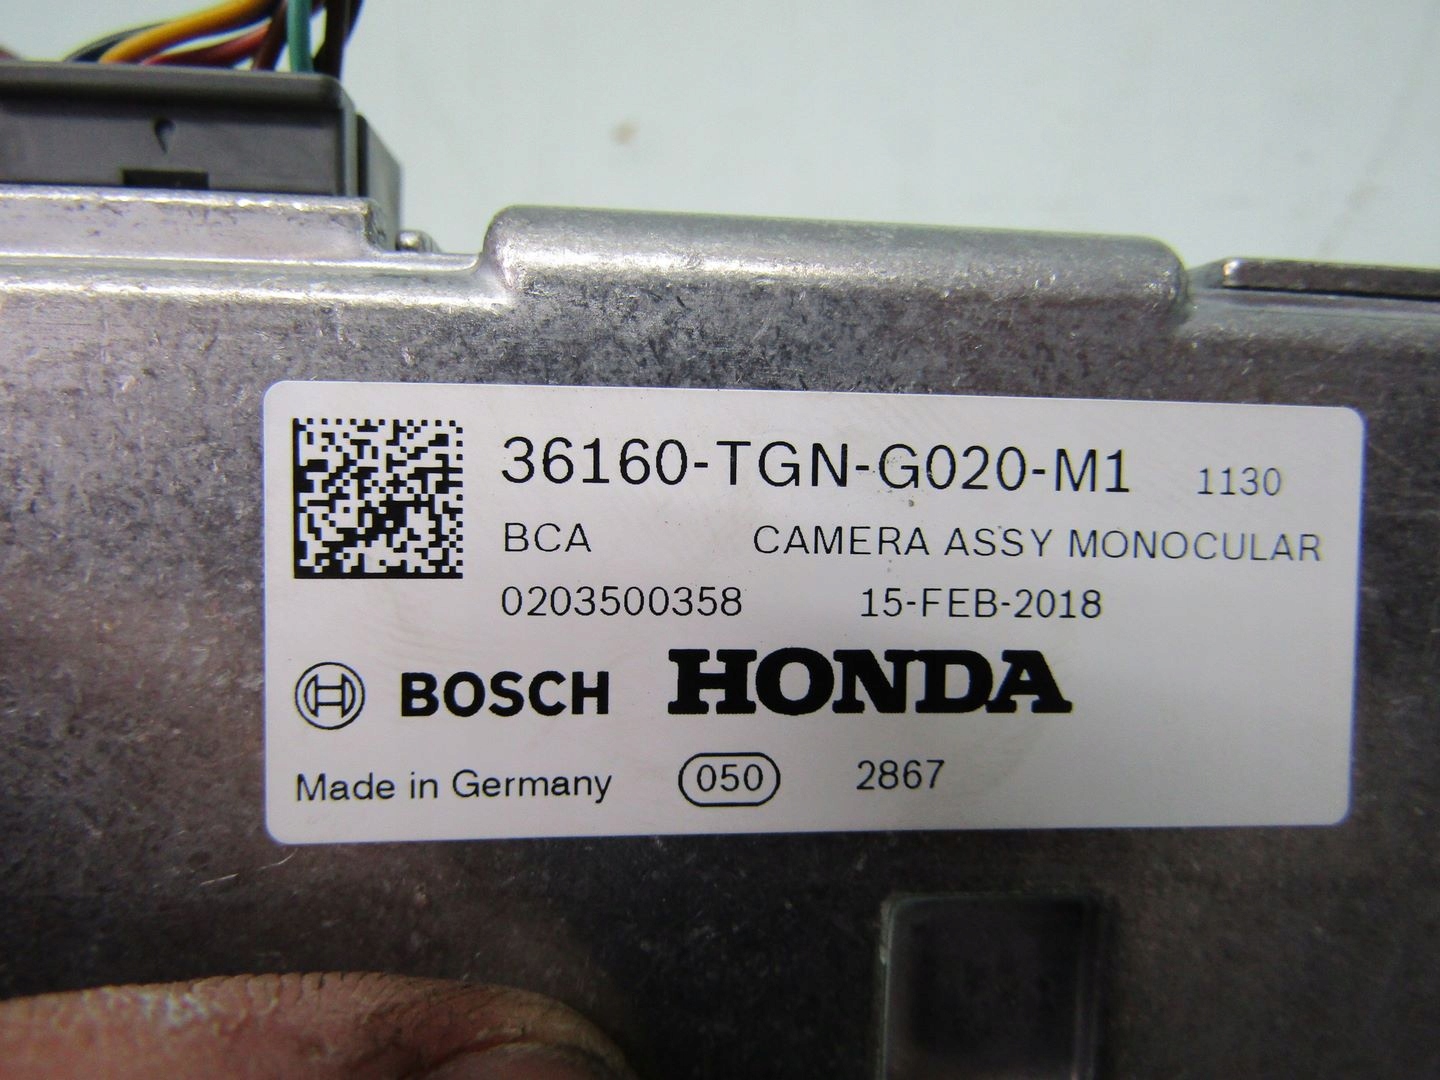 36160-TGN-G020-M1 1130
BCA CAMERA ASSY MONOCULAR
0203500358 15-FEB-2018
BOSCH HONDA
Made in Germany 050 2867